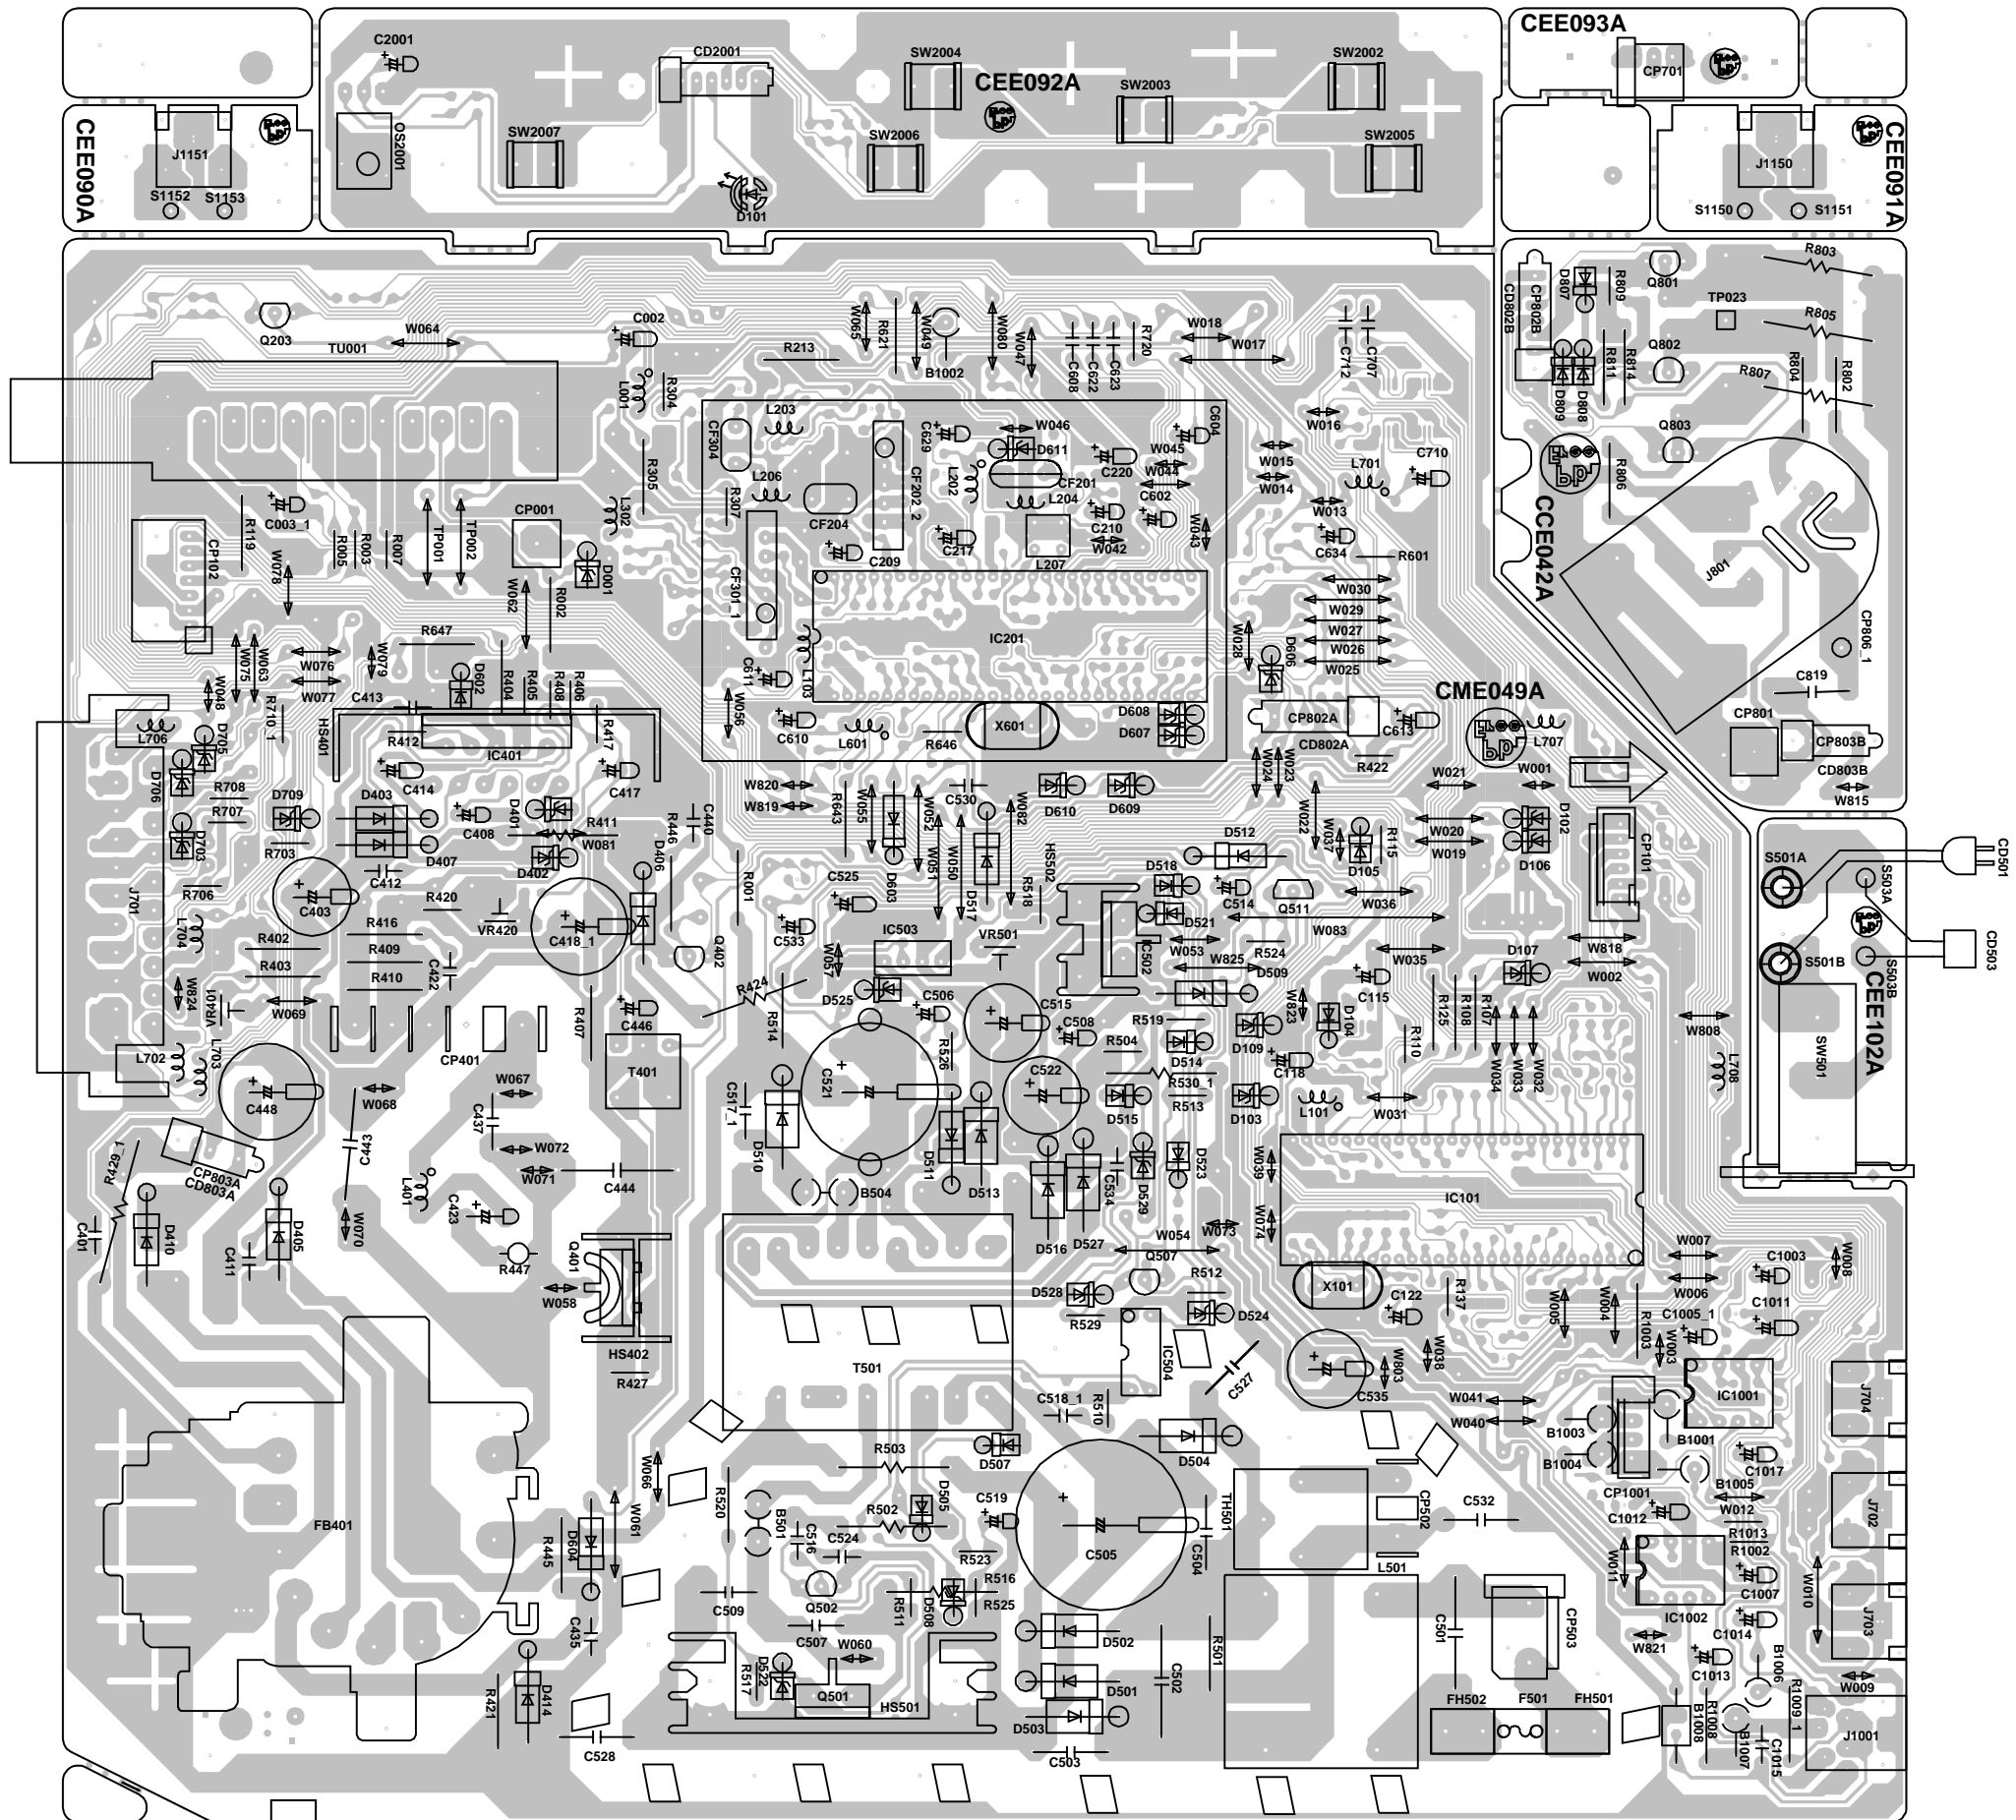 C2001
CD2001
SW2004
CEE092A
SW2003
SW2002
CEE093A
CP701
CEE090A
J1151
S1152
S1153
OS2001
SW2007
D101
SW2006
SW2005
J1150
S1150
S1151
CEE091A
Q203
W064
TU001
C002
L001
R304
R213
W065
R621
W049
B1002
W080
W047
C608
C622
C623
R720
W018
W017
C712
C707
CD802B
CP802B
D807
R809
Q801
R803
TP023
R805
Q802
D809
D808
R811
R814
R807
R804
R802
Q803
R806
CF304
L203
L206
R307
CF204
CF202_2
C629
L202
W046
D611
CF201
L204
C220
W045
W044
C602
C604
W016
W015
W014
L701
C710
W013
C634
R601
R305
L302
CP001
C003_1
R119
CP102
W078
R005
R003
R007
TP001
TP002
D001
W062
R002
CF301_1
C209
C217
L207
C210
W042
W043
IC201
W030
W029
W027
W026
W025
W028
D606
CCE042A
J801
CP806_1
C819
CP801
CP803B
CD803B
W815
R647
W075
W063
W076
W077
W079
W048
C413
D602
R404
R405
R408
R406
C611
L103
W056
C610
L601
R646
X601
D608
D607
CP802A
CD802A
C613
CME049A
L707
L706
D705
D706
R710_1
HS401
R412
IC401
R417
C417
C414
R708
R707
D703
D709
D403
C408
D401
R411
W081
R703
D407
D402
W820
W819
R643
W055
W052
C530
W082
D610
D609
W024
W023
R422
W021
W001
W022
W037
D105
R115
W020
W019
D102
D106
CP101
R446
C440
D406
R001
D603
W051
W050
D517
R518
HS502
D512
D518
C514
D521
Q511
W036
W083
S501A
S501B
S503A
S503B
CD501
CD503
CEE102A
SW501
J701
R706
C403
C412
L704
R402
R403
R416
R409
R410
R420
C422
VR420
C418_1
Q402
C525
C533
W057
IC503
VR501
IC502
W053
W825
R524
D509
W035
D107
W818
W002
W824
VR401
W069
CP401
R407
C446
T401
R424
R514
D525
C506
C515
C508
R519
R504
D514
R530_1
R513
D515
D109
D103
W823
D104
C115
C118
L101
R110
W031
R125
R108
R107
W034
W033
W032
W808
L708
L702
L703
C448
W068
C443
W067
C437
W072
W071
C444
C517_1
D510
C521
R526
C522
D511
D513
B504
D516
D527
C534
D529
D523
W039
W074
W073
W054
Q507
IC101
R429_1
CP803A
CD803A
C401
D410
C411
D405
W070
L401
C423
R447
Q401
W058
HS402
R427
T501
D528
R529
R512
D524
IC504
C527
C518_1
R510
X101
C122
R137
C535
W803
W038
W005
W004
R1003
C1005_1
W003
W007
W006
C1003
C1011
W008
W041
W040
IC1001
J704
B1003
B1004
B1001
CP1001
C1017
B1005
W012
C1012
R1013
R1002
J702
FB401
R445
D604
W061
W066
R520
B501
C516
C524
R503
R502
D505
D507
C519
C505
D504
TH501
C504
CP502
L501
C532
R523
R516
R525
R511
D508
Q502
C509
C507
W060
C435
D414
R421
C528
R517
D522
Q501
HS501
D502
D501
D503
C503
C502
R501
C501
CP503
FH502
F501
FH501
W011
IC1002
C1007
C1014
W821
C1013
W010
J703
B1006
W009
B1008
R1008
B1007
C1015
R1009_1
J1001